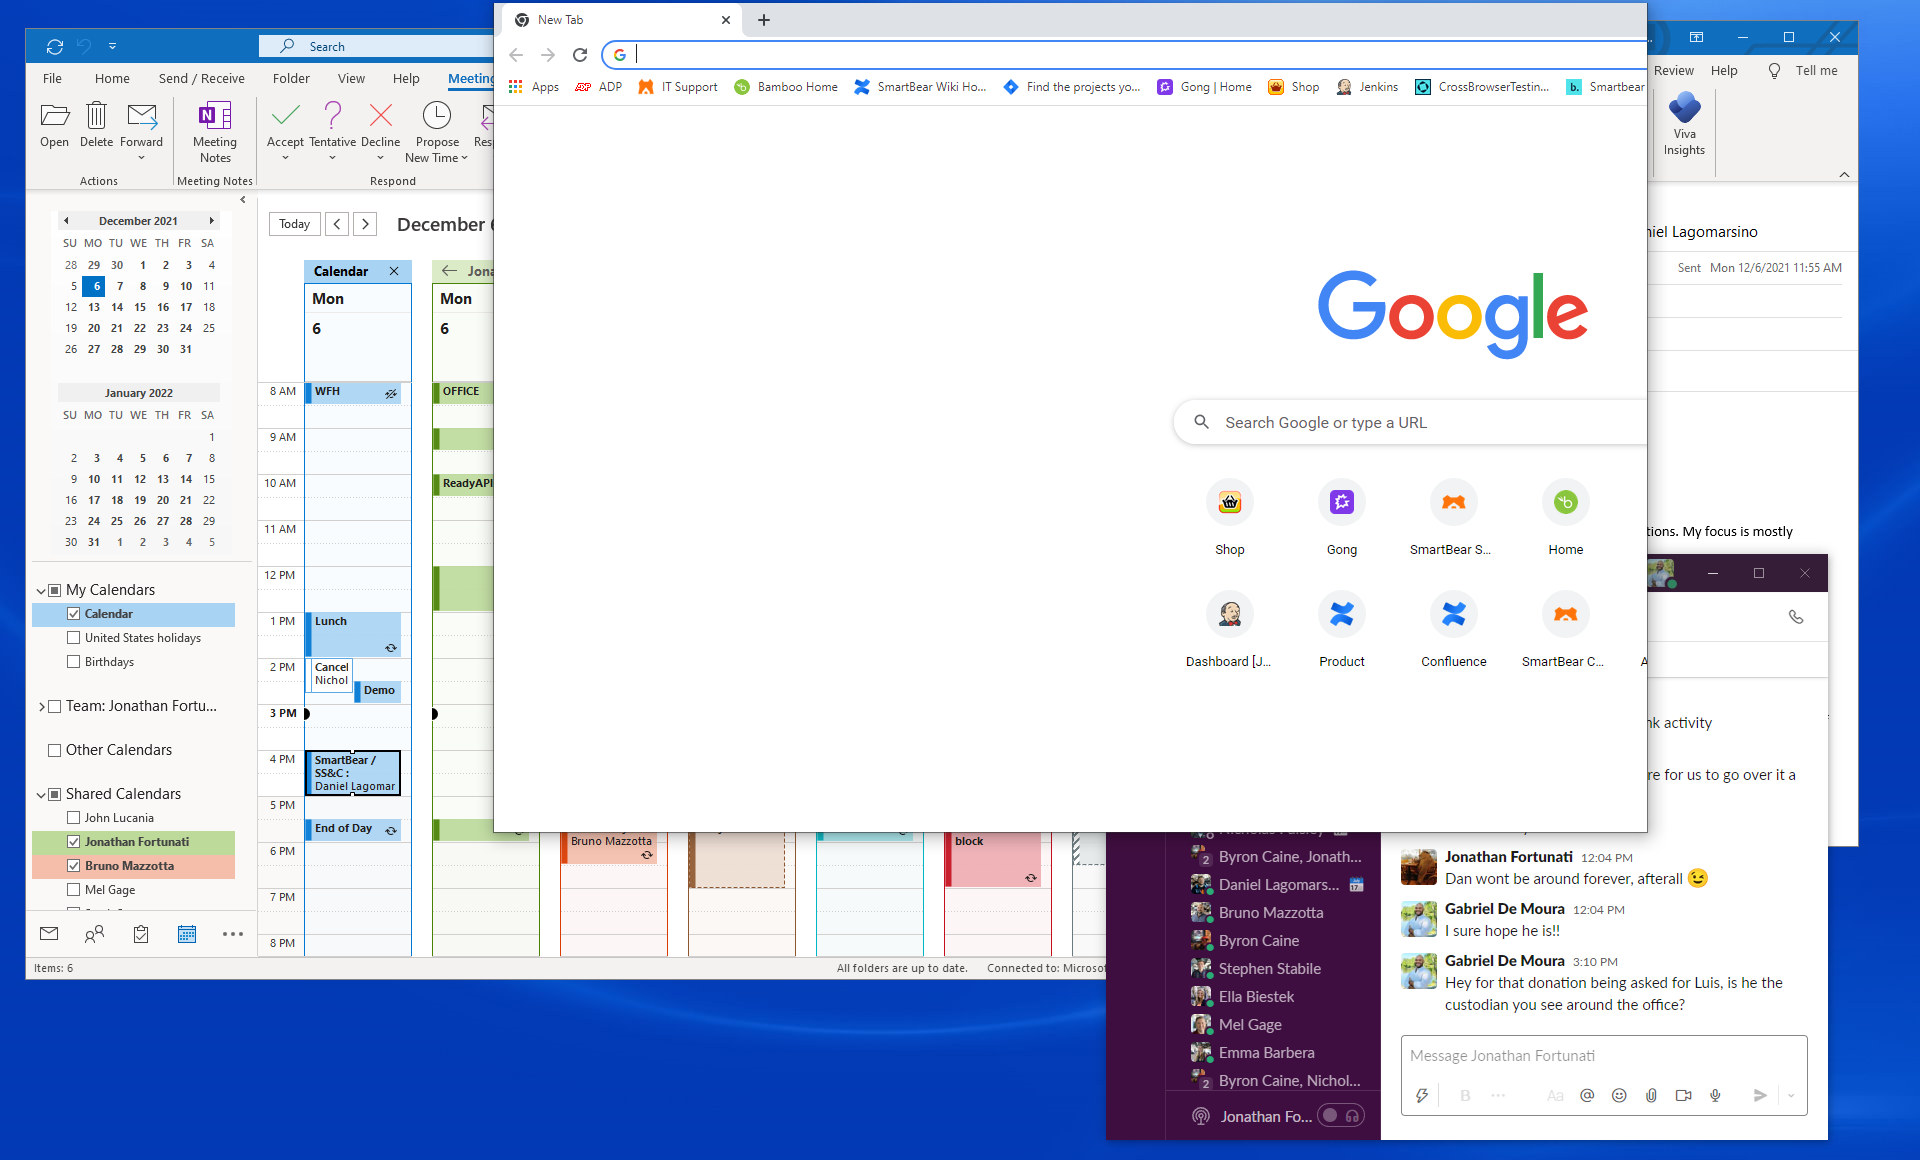 Search
File Home Send / Receive Folder View Help Meeting
Open Delete Forward
Meeting Notes
Accept Tentative Decline Propose New Time
Actions
Meeting Notes
Respond
December 2021
SU MO TU WE TH FR SA
28 29 30 1 2 3 4
5 6 7 8 9 10 11
12 13 14 15 16 17 18
19 20 21 22 23 24 25
26 27 28 29 30 31
January 2022
SU MO TU WE TH FR SA
1
2 3 4 5 6 7 8
9 10 11 12 13 14 15
16 17 18 19 20 21 22
23 24 25 26 27 28 29
30 31 1 2 3 4 5
My Calendars
Calendar
United States holidays
Birthdays
Team: Jonathan Fortu...
Other Calendars
Shared Calendars
John Lucania
Jonathan Fortunati
Bruno Mazzotta
Mel Gage
Items: 6
All folders are up to date.
Connected to: Microso
Today
December 6
Calendar
Jona
Mon
Mon
6
6
8 AM
WFH
OFFICE
9 AM
10 AM
ReadyAPI
11 AM
12 PM
1 PM
Lunch
2 PM
Cancel
Nichol
Demo
3 PM
4 PM
SmartBear /
SS&C :
Daniel Lagomar
5 PM
End of Day
6 PM
7 PM
8 PM
Bruno Mazzotta
block
New Tab
Apps ADP IT Support Bamboo Home SmartBear Wiki Ho... Find the projects yo... Gong | Home Shop Jenkins CrossBrowserTestin... Smartbear
Google
Search Google or type a URL
Shop
Gong
SmartBear S...
Home
Dashboard [J...
Product
Confluence
SmartBear C...
A
Review Help Tell me
Viva
Insights
niel Lagomarsino
Sent Mon 12/6/2021 11:55 AM
tions. My focus is mostly
nk activity
re for us to go over it a
Byron Caine, Jonath...
Daniel Lagomars...
Bruno Mazzotta
Byron Caine
Stephen Stabile
Ella Biestek
Mel Gage
Emma Barbera
Byron Caine, Nichol...
Jonathan Fo...
Jonathan Fortunati 12:04 PM
Dan wont be around forever, afterall 😉
Gabriel De Moura 12:04 PM
I sure hope he is!!
Gabriel De Moura 3:10 PM
Hey for that donation being asked for Luis, is he the
custodian you see around the office?
Message Jonathan Fortunati